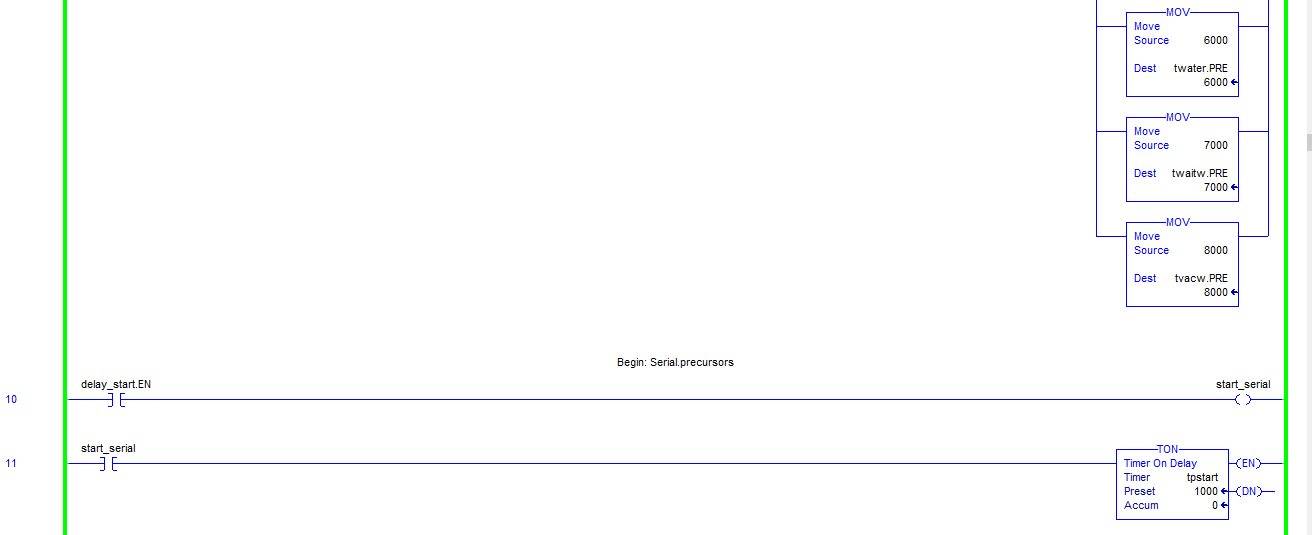 MOV
Move
Source 6000
Dest twater.PRE
6000
MOV
Move
Source 7000
Dest twaitw.PRE
7000
MOV
Move
Source 8000
Dest tvacw.PRE
8000
Begin: Serial.precursors
delay_start.EN start_serial
10
start_serial
TON
11 Timer On Delay (EN)
Timer tpstart
Preset 1000 (DN)
Accum 0